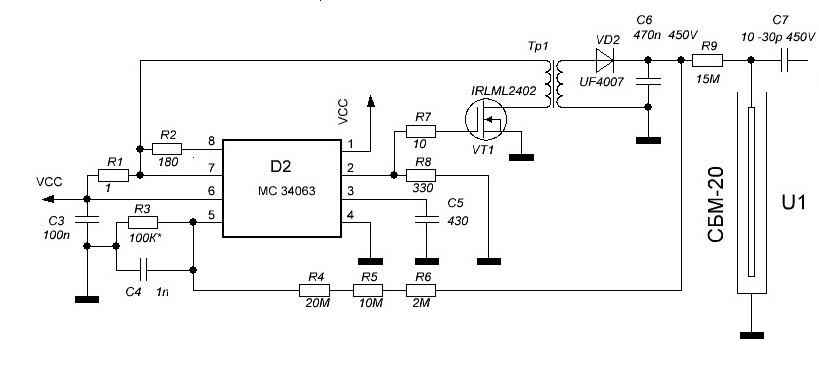 C6
470n 450V
C7
10 -30p 450V
Tp1
VD2
UF4007
R9
15M
IRLML2402
VT1
VCC
R7
10
R2
180
8
1
R1
1
7
D2
MC 34063
2
R8
330
VCC
6
3
C5
430
C3
100n
R3
100K*
5
4
C4 1n
R4
20M
R5
10M
R6
2M
СБМ-20
U1